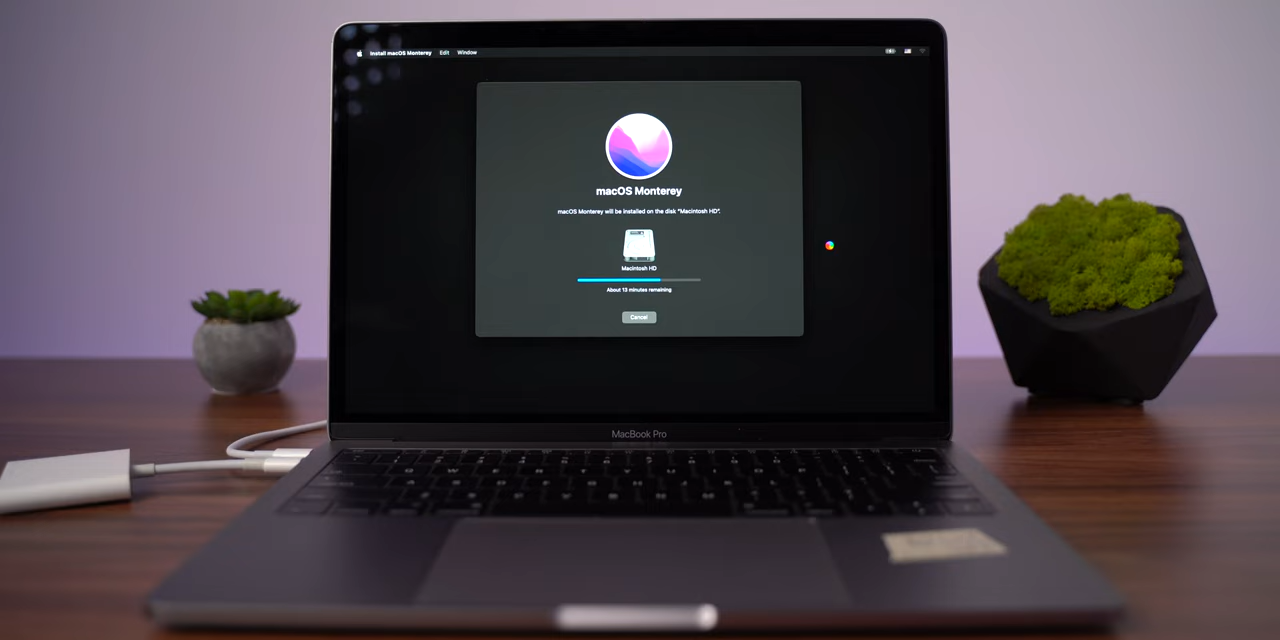 Install macOS Monterey Edit Window
macOS Monterey
macOS Monterey will be installed on the disk "Macintosh HD".
Macintosh HD
About 13 minutes remaining
Cancel
MacBook Pro